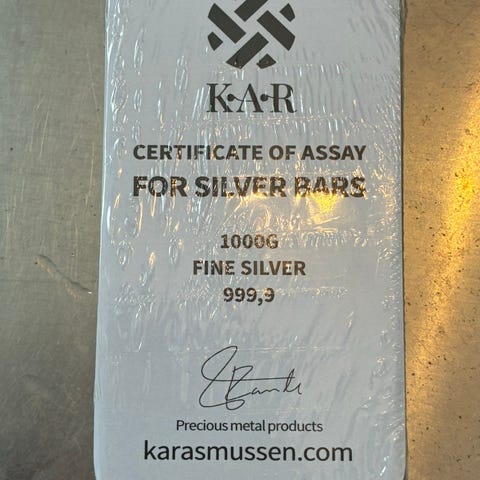 K·A·R
CERTIFICATE OF ASSAY
FOR SILVER BARS
1000G
FINE SILVER
999,9
Precious metal products
karasmussen.com